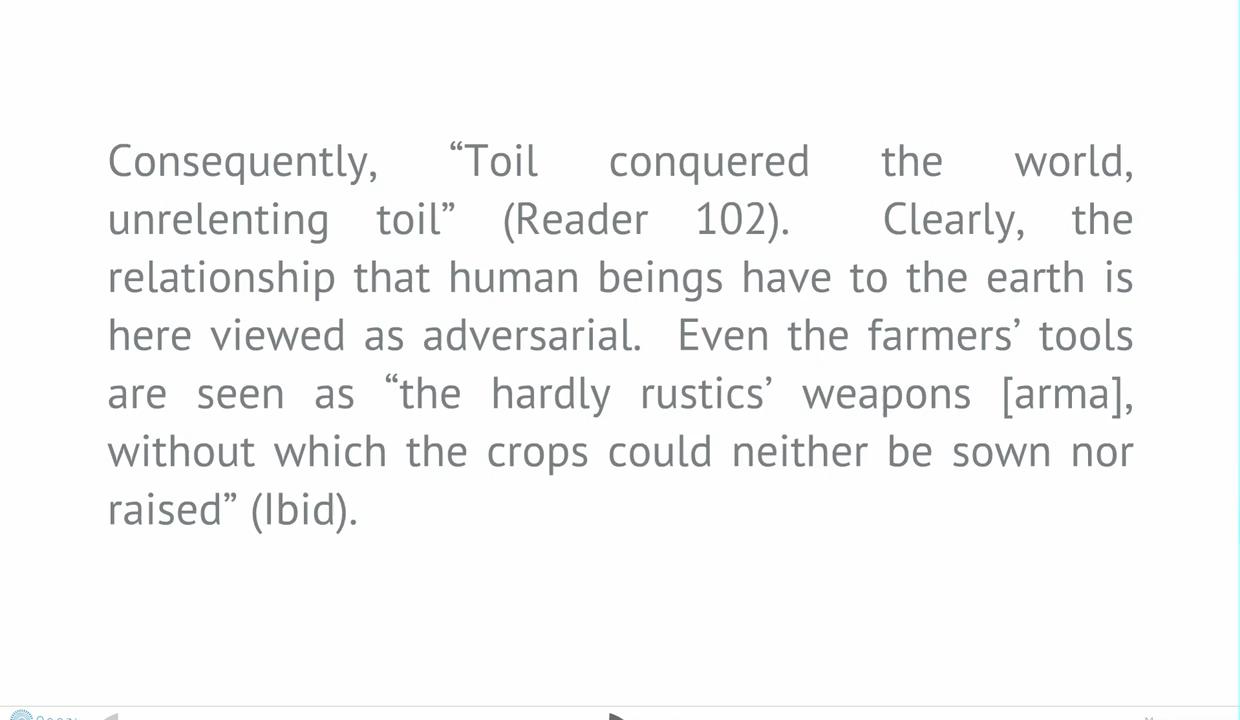 Consequently, “Toil conquered the world,
unrelenting toil” (Reader 102). Clearly, the
relationship that human beings have to the earth is
here viewed as adversarial. Even the farmers’ tools
are seen as “the hardly rustics’ weapons [arma],
without which the crops could neither be sown nor
raised” (Ibid).